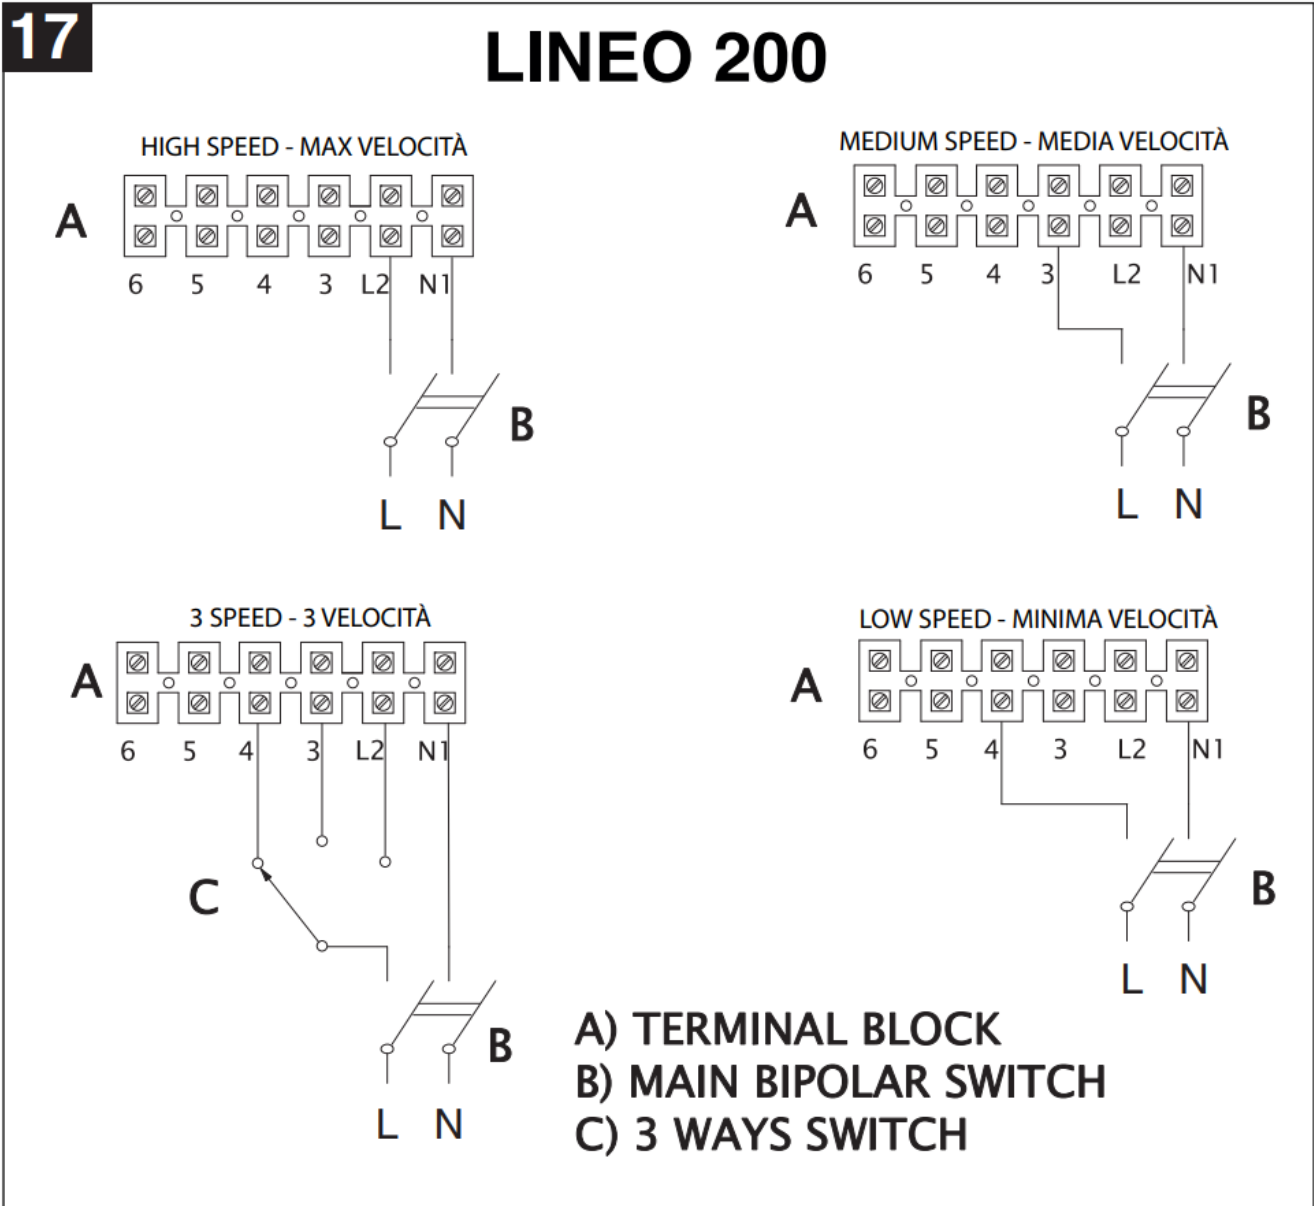 17
LINEO 200
HIGH SPEED - MAX VELOCITÀ
A
6 5 4 3 L2 N1
B
L N
MEDIUM SPEED - MEDIA VELOCITÀ
A
6 5 4 3 L2 N1
B
L N
3 SPEED - 3 VELOCITÀ
A
6 5 4 3 L2 N1
C
B
L N
LOW SPEED - MINIMA VELOCITÀ
A
6 5 4 3 L2 N1
B
L N
A) TERMINAL BLOCK
B) MAIN BIPOLAR SWITCH
C) 3 WAYS SWITCH